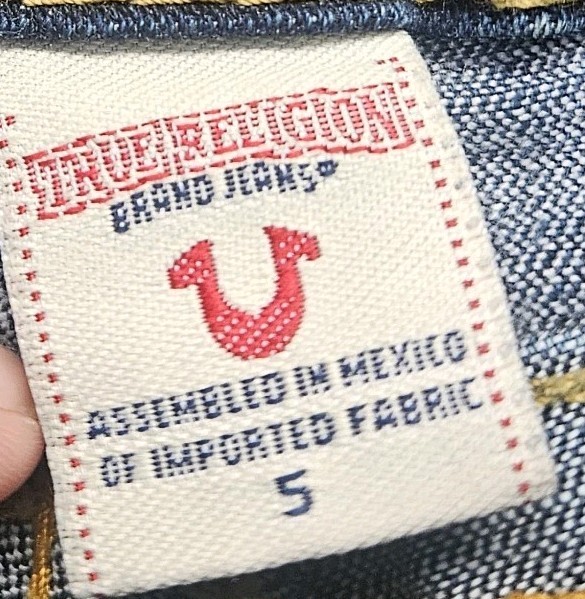 TRUE RELIGION
BRAND JEANS®
ASSEMBLED IN MEXICO
OF IMPORTED FABRIC
5